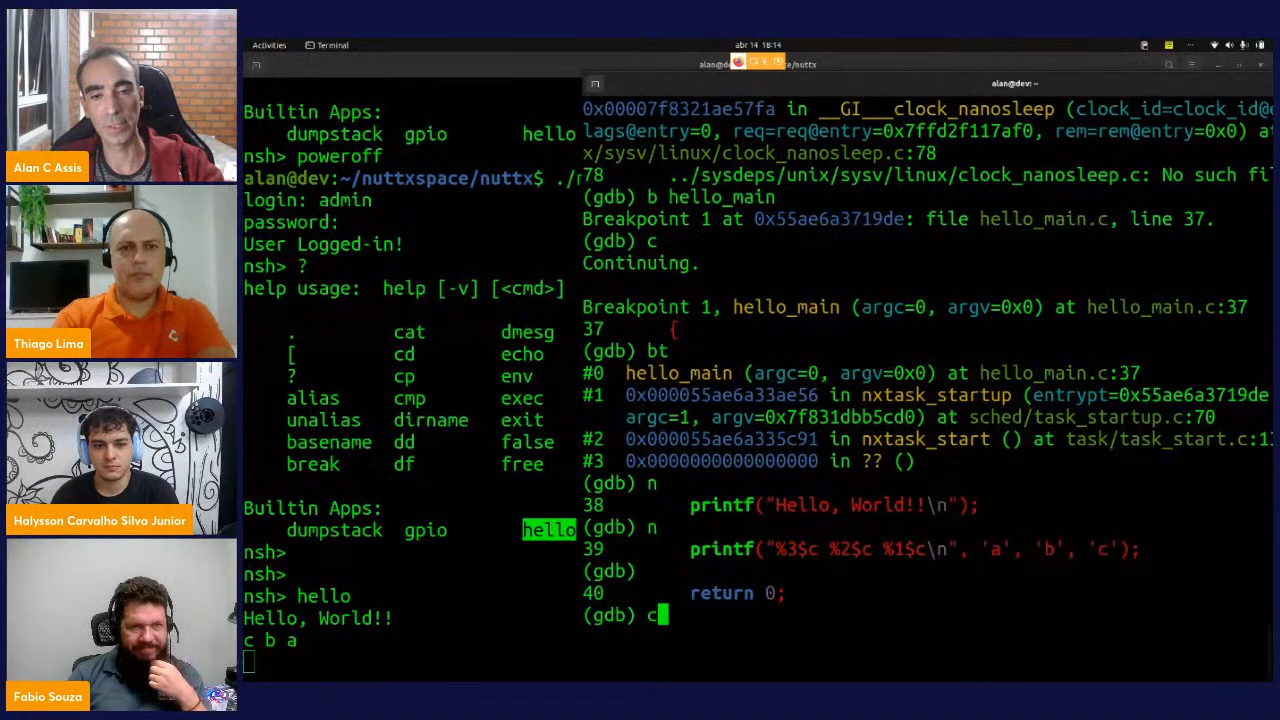 Alan C Assis
Thiago Lima
Halysson Carvalho Silva Junior
Fabio Souza
Activities
Terminal
abr 14 18:14
Builtin Apps:
dumpstack gpio hello
nsh> poweroff
alan@dev:~/nuttxspace/nuttx$ ./
login: admin
password:
User Logged-in!
nsh> ?
help usage: help [-v] [<cmd>]
. cat dmesg
[ cd echo
? cp env
alias cmp exec
unalias dirname exit
basename dd false
break df free
Builtin Apps:
dumpstack gpio hello
nsh>
nsh>
nsh> hello
Hello, World!!
c b a
alan@dev: ~
0x00007f8321ae57fa in __GI___clock_nanosleep (clock_id=clock_id@e
lags@entry=0, req=req@entry=0x7ffd2f117af0, rem=rem@entry=0x0) at
x/sysv/linux/clock_nanosleep.c:78
78 ../sysdeps/unix/sysv/linux/clock_nanosleep.c: No such fil
(gdb) b hello_main
Breakpoint 1 at 0x55ae6a3719de: file hello_main.c, line 37.
(gdb) c
Continuing.
Breakpoint 1, hello_main (argc=0, argv=0x0) at hello_main.c:37
37 {
(gdb) bt
#0 hello_main (argc=0, argv=0x0) at hello_main.c:37
#1 0x000055ae6a33ae56 in nxtask_startup (entrypt=0x55ae6a3719de
argc=1, argv=0x7f831dbb5cd0) at sched/task_startup.c:70
#2 0x000055ae6a335c91 in nxtask_start () at task/task_start.c:1
#3 0x0000000000000000 in ?? ()
(gdb) n
38 printf("Hello, World!!\n");
(gdb) n
39 printf("%3$c %2$c %1$c\n", 'a', 'b', 'c');
(gdb)
40 return 0;
(gdb) c